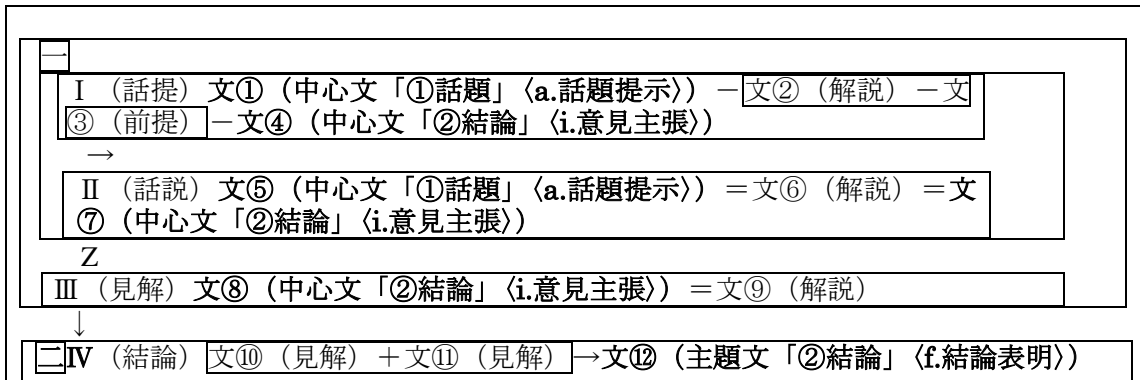 一
Ⅰ（話提）文①（中心文「①話題」〈a.話題提示〉）－文②（解説）－文
③（前提）－文④（中心文「②結論」〈i.意見主張〉）
→
Ⅱ（話説）文⑤（中心文「①話題」〈a.話題提示〉）＝文⑥（解説）＝文
⑦（中心文「②結論」〈i.意見主張〉）
Z
Ⅲ（見解）文⑧（中心文「②結論」〈i.意見主張〉）＝文⑨（解説）
↓
二Ⅳ（結論）文⑩（見解）＋文⑪（見解）→文⑫（主題文「②結論」〈f.結論表明〉）